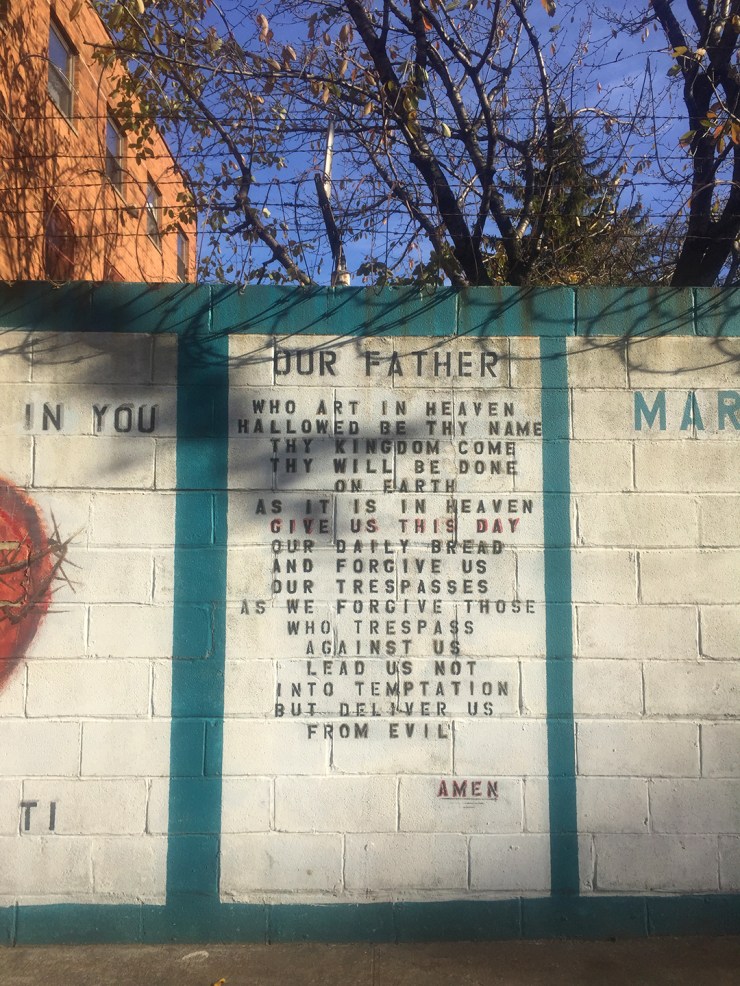 IN YOU
TI
OUR FATHER
WHO ART IN HEAVEN
HALLOWED BE THY NAME
THY KINGDOM COME
THY WILL BE DONE
ON EARTH
AS IT IS IN HEAVEN
GIVE US THIS DAY
OUR DAILY BREAD
AND FORGIVE US
OUR TRESPASSES
AS WE FORGIVE THOSE
WHO TRESPASS
AGAINST US
LEAD US NOT
INTO TEMPTATION
BUT DELIVER US
FROM EVIL
AMEN
MAR